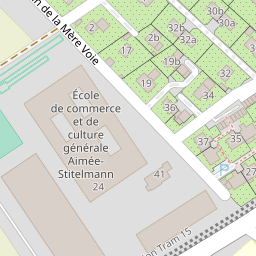 n de la Mère Voie
30b
32b
30a
2b
17
2
19b
32
19
34
36
37
35
École
de commerce
et de
culture
générale
Aimée-
Stitelmann
24
41
P
27
on Tram 15